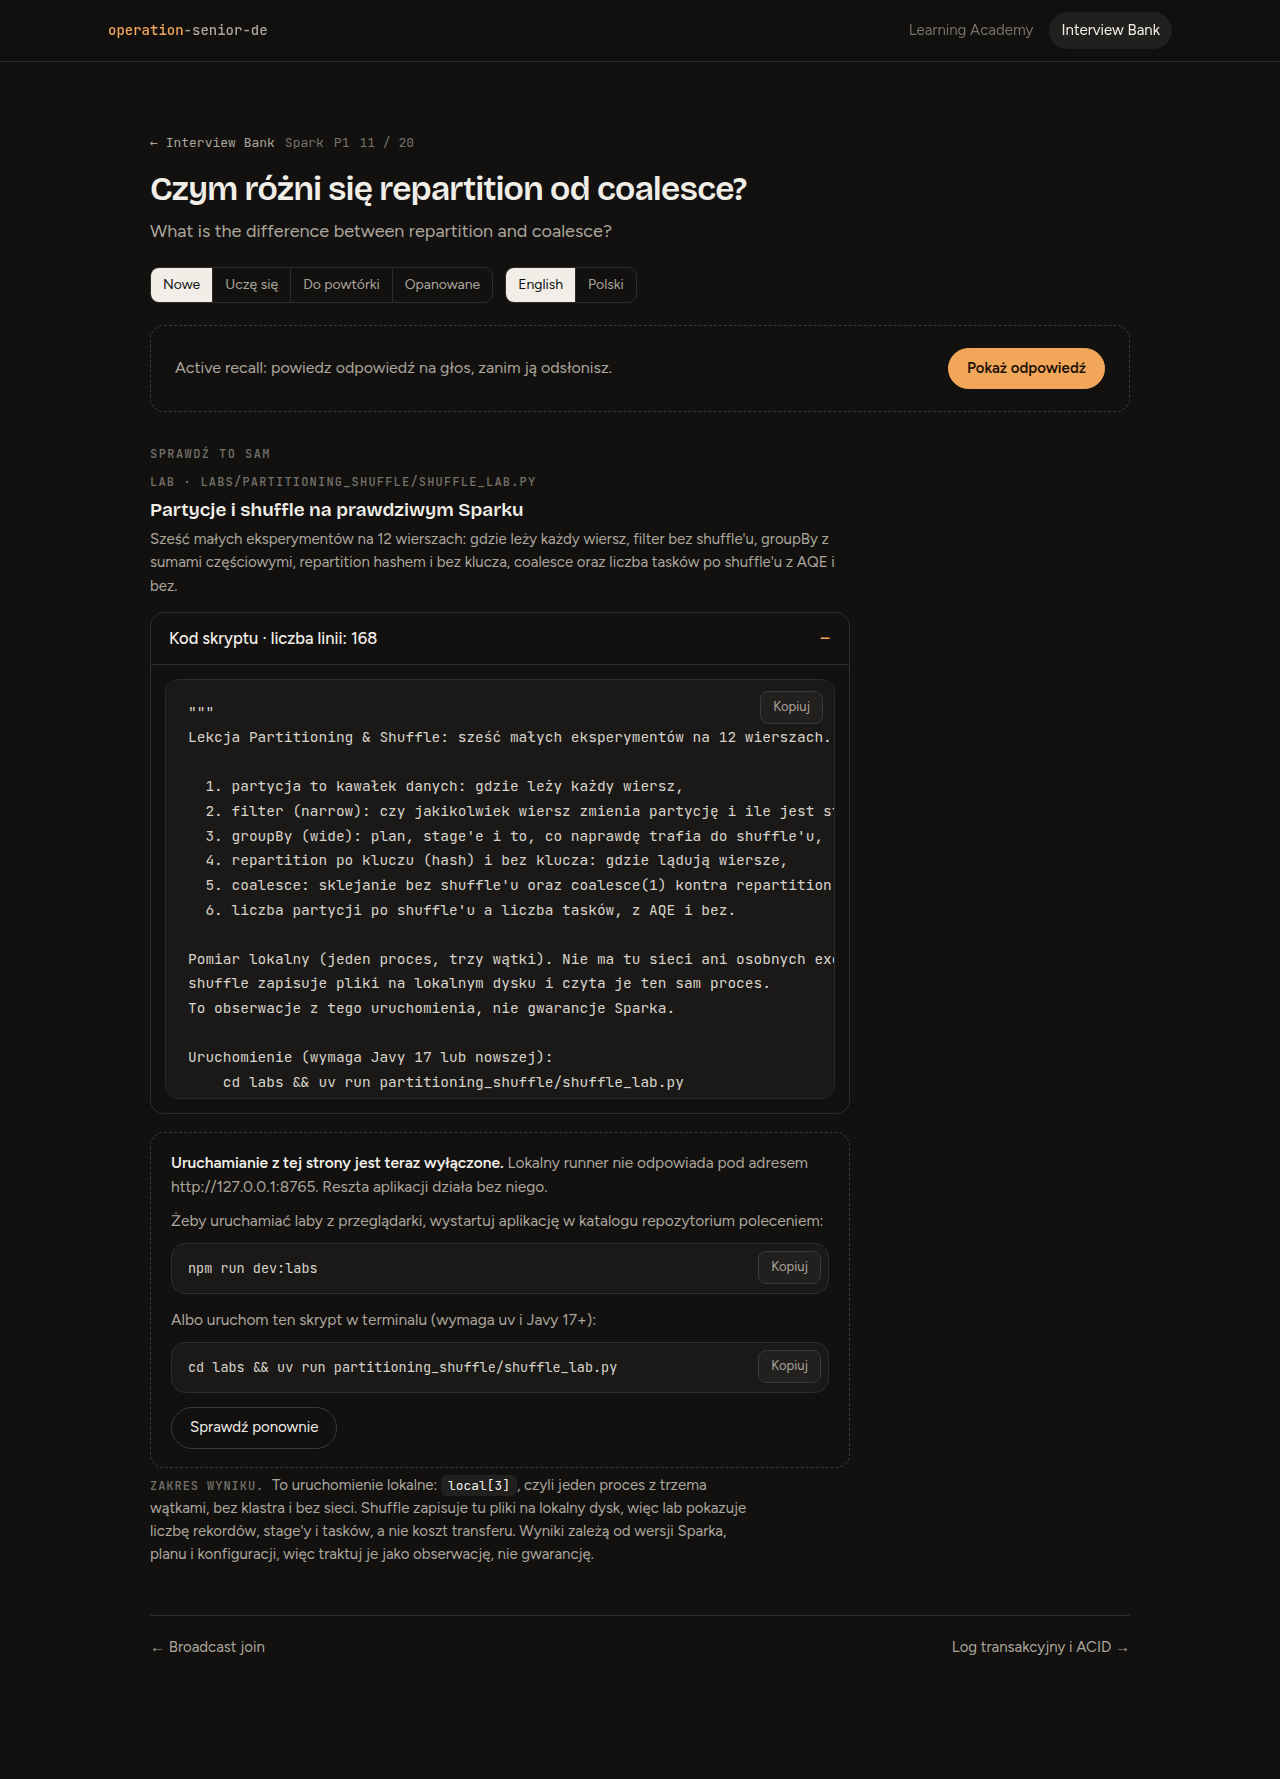 operation-senior-de
Learning Academy
Interview Bank
← Interview Bank Spark P1 11 / 20
Czym różni się repartition od coalesce?
What is the difference between repartition and coalesce?
Nowe
Uczę się
Do powtórki
Opanowane
English
Polski
Active recall: powiedz odpowiedź na głos, zanim ją odsłonisz.
Pokaż odpowiedź
SPRAWDŹ TO SAM
LAB · LABS/PARTITIONING_SHUFFLE/SHUFFLE_LAB.PY
Partycje i shuffle na prawdziwym Sparku
Sześć małych eksperymentów na 12 wierszach: gdzie leży każdy wiersz, filter bez shuffle'u, groupBy z
sumami częściowymi, repartition hashem i bez klucza, coalesce oraz liczba tasków po shuffle'u z AQE i
bez.
Kod skryptu · liczba linii: 168
−
"""
Kopiuj
Lekcja Partitioning & Shuffle: sześć małych eksperymentów na 12 wierszach.
1. partycja to kawałek danych: gdzie leży każdy wiersz,
2. filter (narrow): czy jakikolwiek wiersz zmienia partycję i ile jest
3. groupBy (wide): plan, stage'e i to, co naprawdę trafia do shuffle'u,
4. repartition po kluczu (hash) i bez klucza: gdzie lądują wiersze,
5. coalesce: sklejanie bez shuffle'u oraz coalesce(1) kontra repartition
6. liczba partycji po shuffle'u a liczba tasków, z AQE i bez.
Pomiar lokalny (jeden proces, trzy wątki). Nie ma tu sieci ani osobnych
shuffle zapisuje pliki na lokalnym dysku i czyta je ten sam proces.
To obserwacje z tego uruchomienia, nie gwarancje Sparka.
Uruchomienie (wymaga Javy 17 lub nowszej):
cd labs && uv run partitioning_shuffle/shuffle_lab.py
Uruchamianie z tej strony jest teraz wyłączone. Lokalny runner nie odpowiada pod adresem
http://127.0.0.1:8765. Reszta aplikacji działa bez niego.
Żeby uruchamiać laby z przeglądarki, wystartuj aplikację w katalogu repozytorium poleceniem:
npm run dev:labs
Kopiuj
Albo uruchom ten skrypt w terminalu (wymaga uv i Javy 17+):
cd labs && uv run partitioning_shuffle/shuffle_lab.py
Kopiuj
Sprawdź ponownie
ZAKRES WYNIKU. To uruchomienie lokalne: local[3], czyli jeden proces z trzema
wątkami, bez klastra i bez sieci. Shuffle zapisuje tu pliki na lokalny dysk, więc lab pokazuje
liczbę rekordów, stage'y i tasków, a nie koszt transferu. Wyniki zależą od wersji Sparka,
planu i konfiguracji, więc traktuj je jako obserwację, nie gwarancję.
← Broadcast join
Log transakcyjny i ACID →